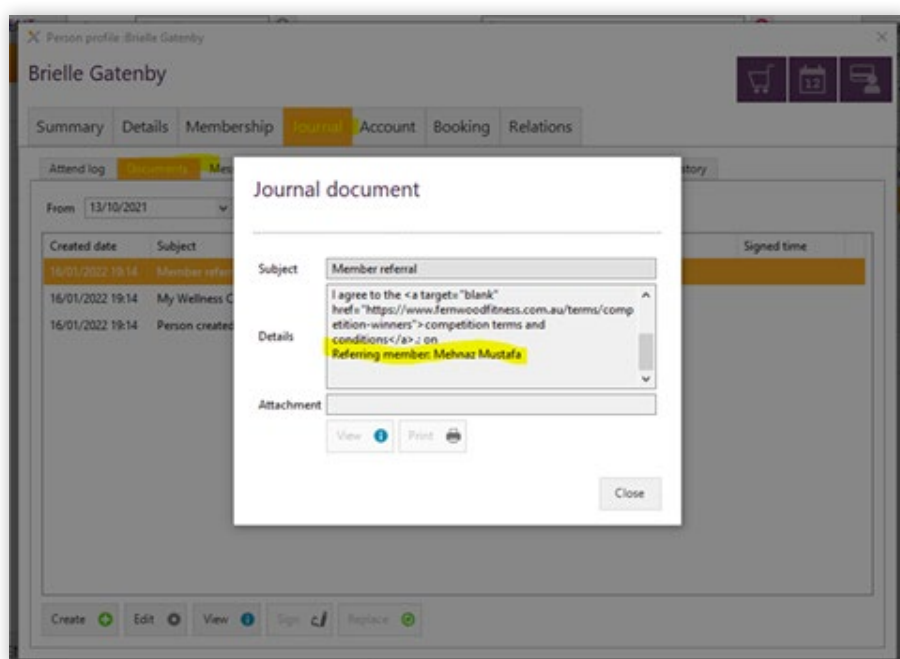 Person profile :Brielle Gatenby
Brielle Gatenby
12
Summary Details Membership Journal Account Booking Relations
Attend log Documents Mes story
From 13/10/2021
Created date Subject Signed time
16/01/2022 19:14 Member refer
16/01/2022 19:14 My Wellness C
16/01/2022 19:14 Person created
Journal document
Subject Member referral
Details
I agree to the <a target="blank"
href="https://www.fernwoodfitness.com.au/terms/comp
etition-winners">competition terms and
conditions</a>.: on
Referring member: Mehnaz Mustafa
Attachment
View Print
Close
Create Edit View Sign Replace